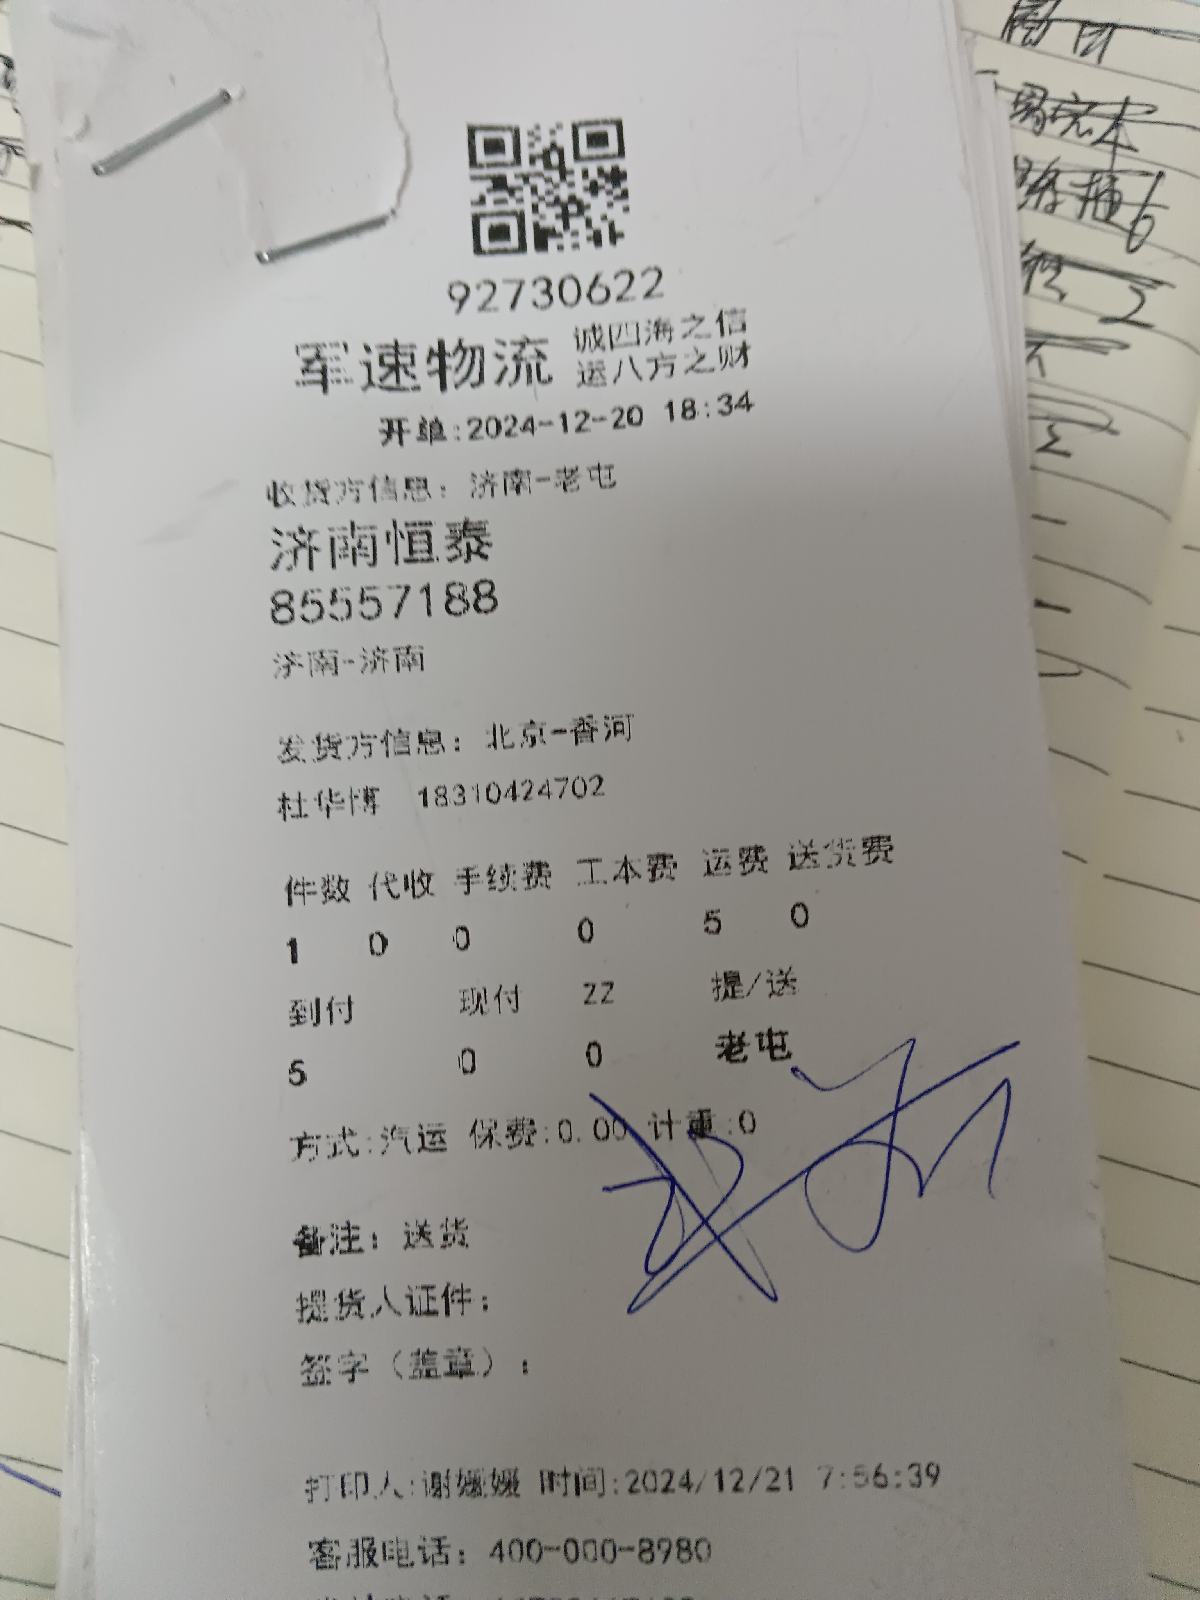 92730622
军速物流 诚四海之信
运八方之财
开单:2024-12-20 18:34
收货方信息: 济南-老屯
济南恒泰
85557188
济南-济南
发货方信息: 北京-香河
杜华博 18310424702
件数 代收 手续费 工本费 运费 送货费
1 0 0 0 5 0
到付 现付 22 提/送
5 0 0 老屯
方式:汽运 保费:0.00 计重:0
备注: 送货
提货人证件:
签字（盖章）:
打印人:谢媛媛 时间:2024/12/21 7:56:39
客服电话: 400-000-8980